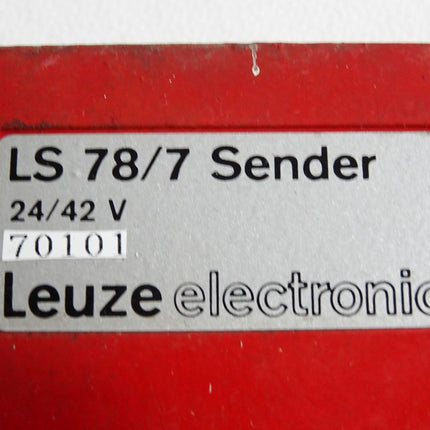 LS 78/7 Sender
24/42 V
70101
Leuze electronic